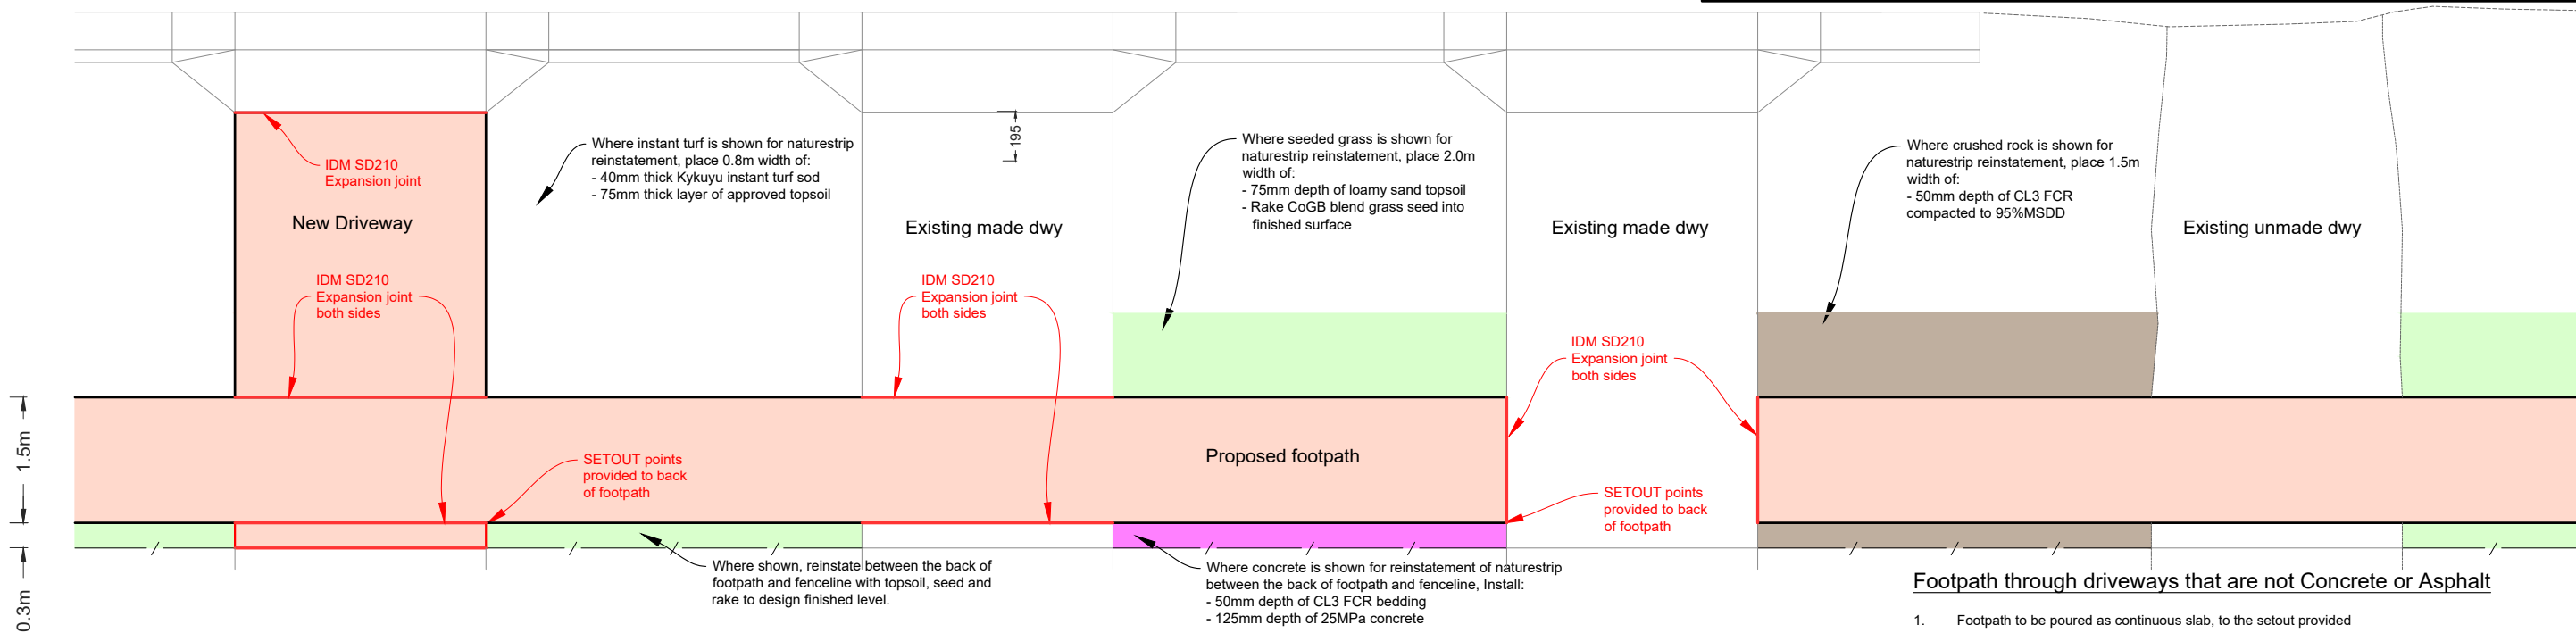 IDM SD210
Expansion joint
New Driveway
IDM SD210
Expansion joint
both sides
Where instant turf is shown for naturestrip
reinstatement, place 0.8m width of:
- 40mm thick Kykuyu instant turf sod
- 75mm thick layer of approved topsoil
195
Existing made dwy
IDM SD210
Expansion joint
both sides
Where seeded grass is shown for
naturestrip reinstatement, place 2.0m
width of:
- 75mm depth of loamy sand topsoil
- Rake CoGB blend grass seed into
finished surface
Existing made dwy
IDM SD210
Expansion joint
both sides
Where crushed rock is shown for
naturestrip reinstatement, place 1.5m
width of:
- 50mm depth of CL3 FCR
compacted to 95%MSDD
Existing unmade dwy
1.5m
Proposed footpath
SETOUT points
provided to back
of footpath
SETOUT points
provided to back
of footpath
0.3m
Where shown, reinstate between the back of
footpath and fenceline with topsoil, seed and
rake to design finished level.
Where concrete is shown for reinstatement of naturestrip
between the back of footpath and fenceline, Install:
- 50mm depth of CL3 FCR bedding
- 125mm depth of 25MPa concrete
Footpath through driveways that are not Concrete or Asphalt
1. Footpath to be poured as continuous slab, to the setout provided